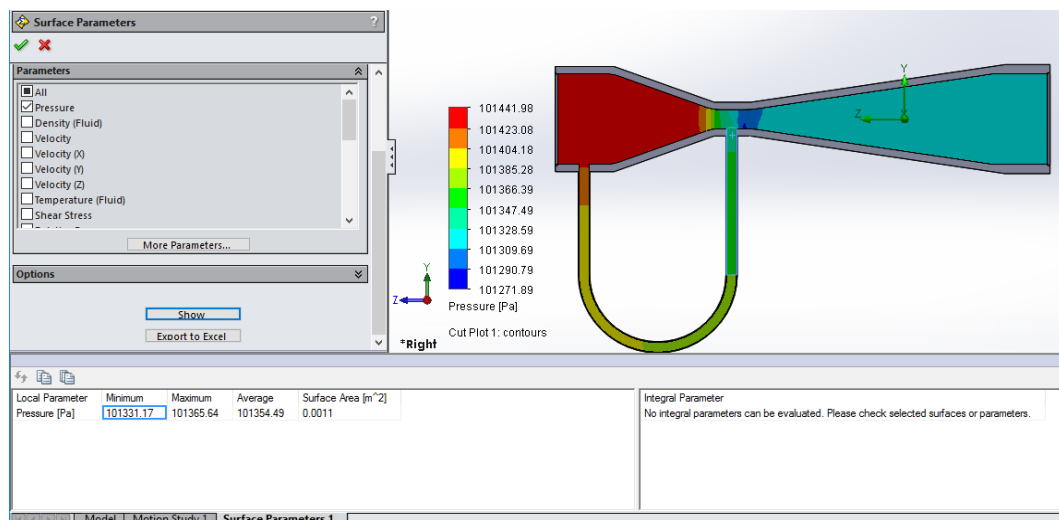 Surface Parameters ?
Parameters
All
Pressure
Density (Fluid)
Velocity
Velocity (X)
Velocity (Y)
Velocity (Z)
Temperature (Fluid)
Shear Stress
More Parameters...
Options
Show
Export to Excel
101441.98
101423.08
101404.18
101385.28
101366.39
101347.49
101328.59
101309.69
101290.79
101271.89
Pressure [Pa]
Cut Plot 1: contours
Y
Z
*Right
Y
Z
X
Local Parameter Minimum Maximum Average Surface Area [m^2]
Pressure [Pa] 101331.17 101365.64 101354.49 0.0011
Integral Parameter
No integral parameters can be evaluated. Please check selected surfaces or parameters.
Model Motion Study 1 Surface Parameters 1